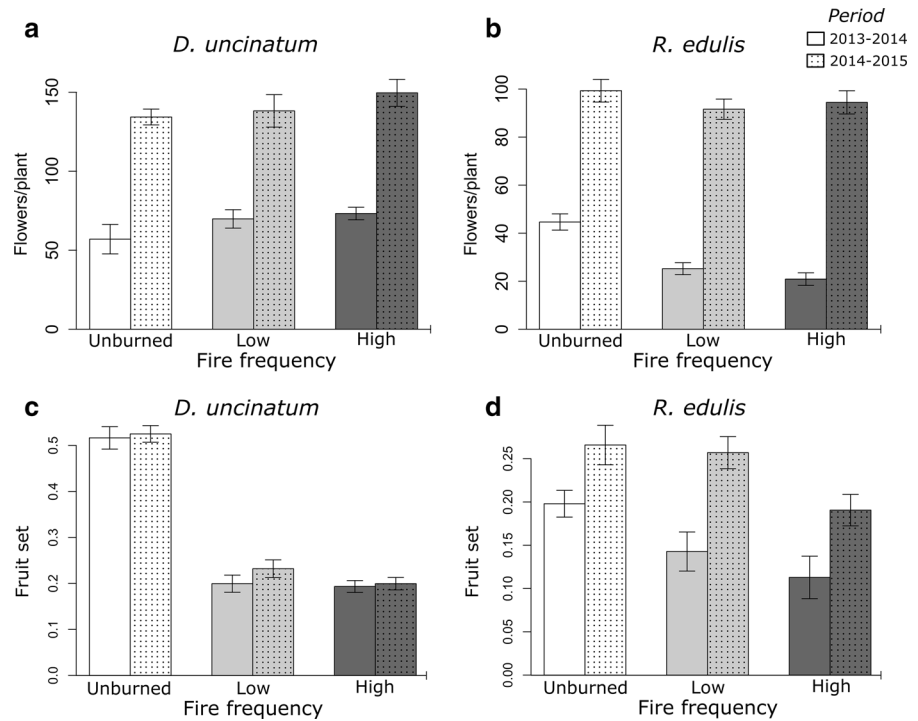 a
D. uncinatum
Flowers/plant
150
100
50
0
Unburned Low High
Fire frequency
b
R. edulis
Period
2013-2014
2014-2015
Flowers/plant
100
80
60
40
20
0
Unburned Low High
Fire frequency
c
D. uncinatum
Fruit set
0.5
0.4
0.3
0.2
0.1
0.0
Unburned Low High
Fire frequency
d
R. edulis
Fruit set
0.25
0.20
0.15
0.10
0.05
0.00
Unburned Low High
Fire frequency